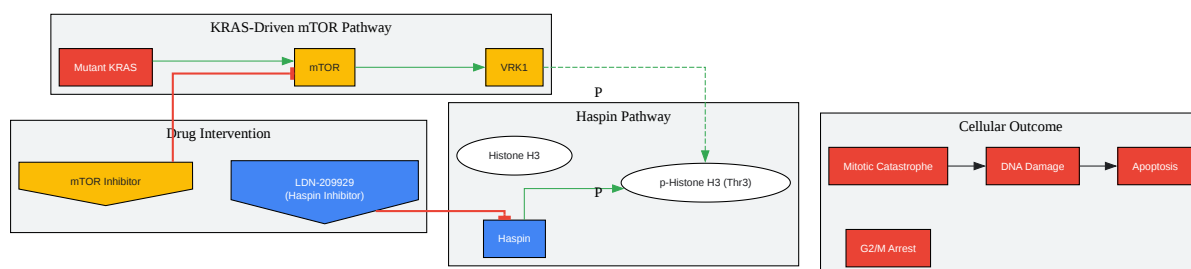 KRAS-Driven mTOR Pathway
Mutant KRAS
mTOR
VRK1
P
Drug Intervention
mTOR Inhibitor
LDN-209929
(Haspin Inhibitor)
Haspin Pathway
Histone H3
p-Histone H3 (Thr3)
P
Haspin
Cellular Outcome
Mitotic Catastrophe
DNA Damage
Apoptosis
G2/M Arrest